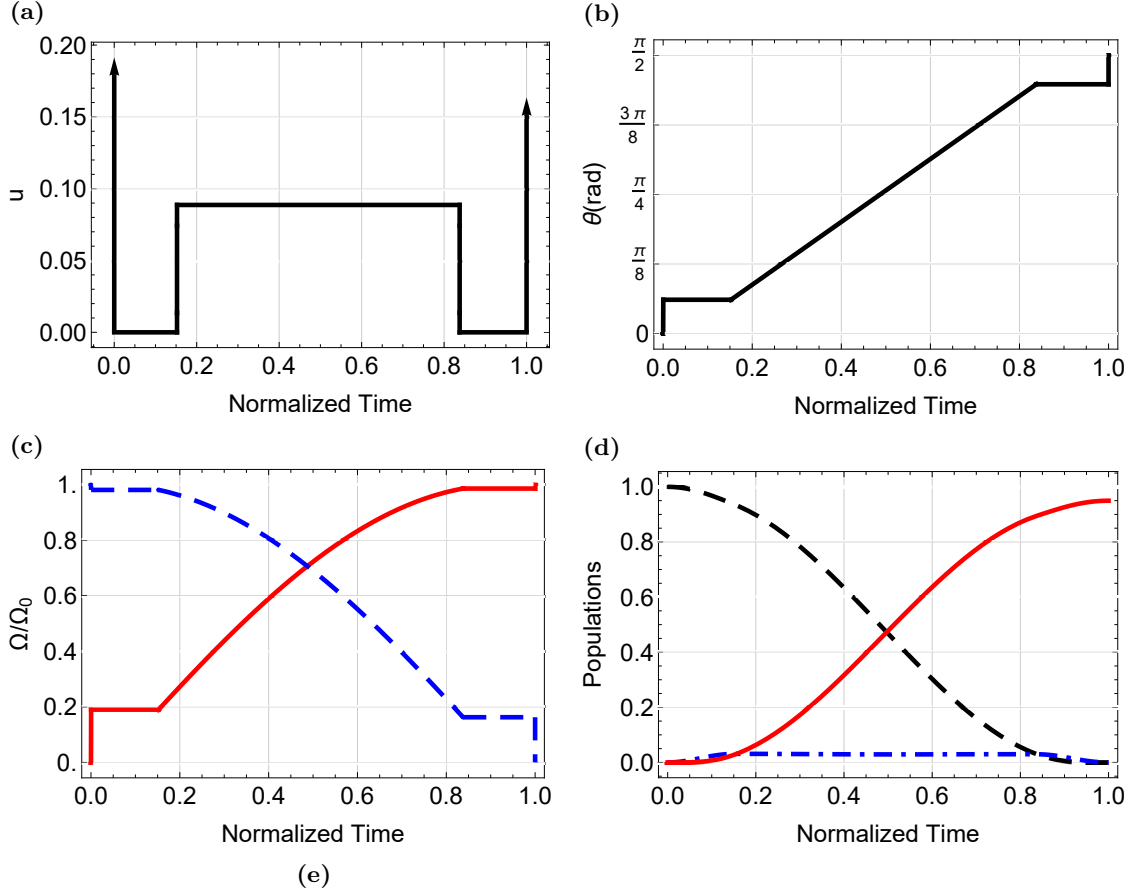 (a)
0.20
0.15
0.10
0.05
0.00
u
0.0 0.2 0.4 0.6 0.8 1.0
Normalized Time
(b)
π/2
3π/8
π/4
π/8
0
θ(rad)
0.0 0.2 0.4 0.6 0.8 1.0
Normalized Time
(c)
1.
0.8
0.6
0.4
0.2
0.
Ω/Ω₀
0.0 0.2 0.4 0.6 0.8 1.0
Normalized Time
(d)
1.0
0.8
0.6
0.4
0.2
0.0
Populations
0.0 0.2 0.4 0.6 0.8 1.0
Normalized Time
(e)